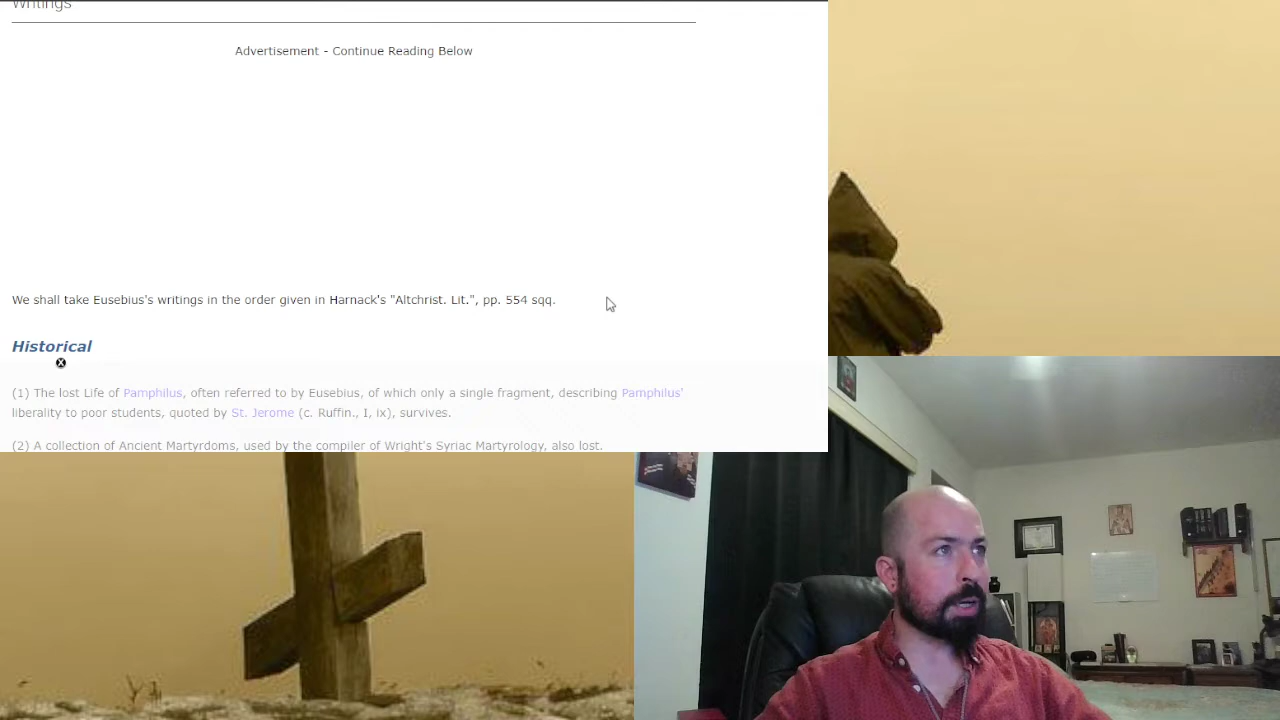 Writings
Advertisement - Continue Reading Below
We shall take Eusebius's writings in the order given in Harnack's "Altchrist. Lit.", pp. 554 sqq.
Historical
(1) The lost Life of Pamphilus, often referred to by Eusebius, of which only a single fragment, describing Pamphilus'
liberality to poor students, quoted by St. Jerome (c. Ruffin., I, ix), survives.
(2) A collection of Ancient Martyrdoms, used by the compiler of Wright's Syriac Martyrology, also lost.